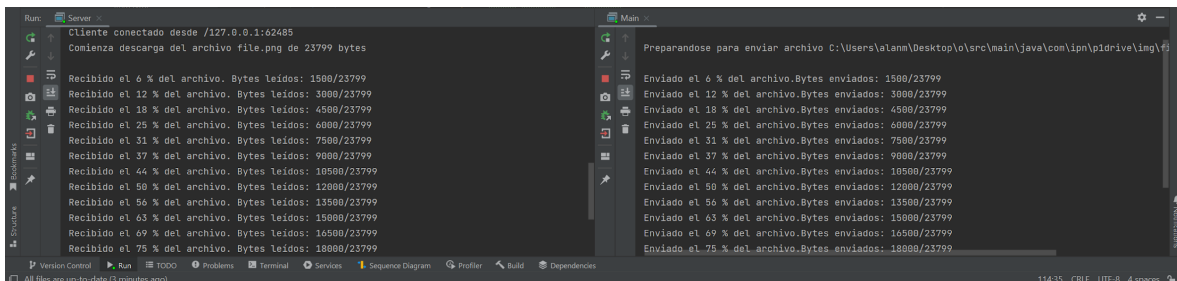 Run: Server
Cliente conectado desde /127.0.0.1:62485
Comienza descarga del archivo file.png de 23799 bytes
Recibido el 6 % del archivo. Bytes leídos: 1500/23799
Recibido el 12 % del archivo. Bytes leídos: 3000/23799
Recibido el 18 % del archivo. Bytes leídos: 4500/23799
Recibido el 25 % del archivo. Bytes leídos: 6000/23799
Recibido el 31 % del archivo. Bytes leídos: 7500/23799
Recibido el 37 % del archivo. Bytes leídos: 9000/23799
Recibido el 44 % del archivo. Bytes leídos: 10500/23799
Recibido el 50 % del archivo. Bytes leídos: 12000/23799
Recibido el 56 % del archivo. Bytes leídos: 13500/23799
Recibido el 63 % del archivo. Bytes leídos: 15000/23799
Recibido el 69 % del archivo. Bytes leídos: 16500/23799
Recibido el 75 % del archivo. Bytes leídos: 18000/23799
Main
Preparandose para enviar archivo C:\Users\alanm\Desktop\o\src\main\java\com\ipn\p1drive\img\fi
Enviado el 6 % del archivo.Bytes enviados: 1500/23799
Enviado el 12 % del archivo.Bytes enviados: 3000/23799
Enviado el 18 % del archivo.Bytes enviados: 4500/23799
Enviado el 25 % del archivo.Bytes enviados: 6000/23799
Enviado el 31 % del archivo.Bytes enviados: 7500/23799
Enviado el 37 % del archivo.Bytes enviados: 9000/23799
Enviado el 44 % del archivo.Bytes enviados: 10500/23799
Enviado el 50 % del archivo.Bytes enviados: 12000/23799
Enviado el 56 % del archivo.Bytes enviados: 13500/23799
Enviado el 63 % del archivo.Bytes enviados: 15000/23799
Enviado el 69 % del archivo.Bytes enviados: 16500/23799
Enviado el 75 % del archivo.Bytes enviados: 18000/23799
Bookmarks
Structure
Notifications
Version Control Run TODO Problems Terminal Services Sequence Diagram Profiler Build Dependencies
All files are up-to-date (3 minutes ago) 114:35 CRLF UTF-8 4 spaces